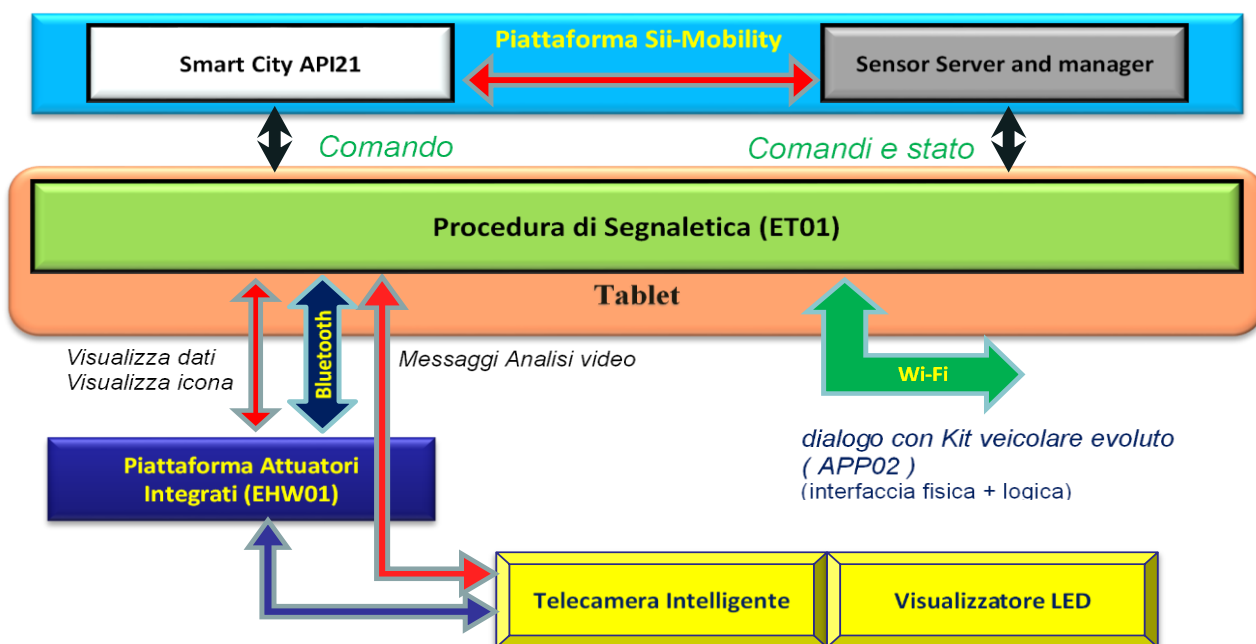 Piattaforma Sii-Mobility
Smart City API21
Sensor Server and manager
Comando
Comandi e stato
Procedura di Segnaletica (ET01)
Tablet
Visualizza dati
Visualizza icona
Bluetooth
Messaggi Analisi video
Wi-Fi
dialogo con Kit veicolare evoluto
( APP02 )
(interfaccia fisica + logica)
Piattaforma Attuatori
Integrati (EHW01)
Telecamera Intelligente
Visualizzatore LED